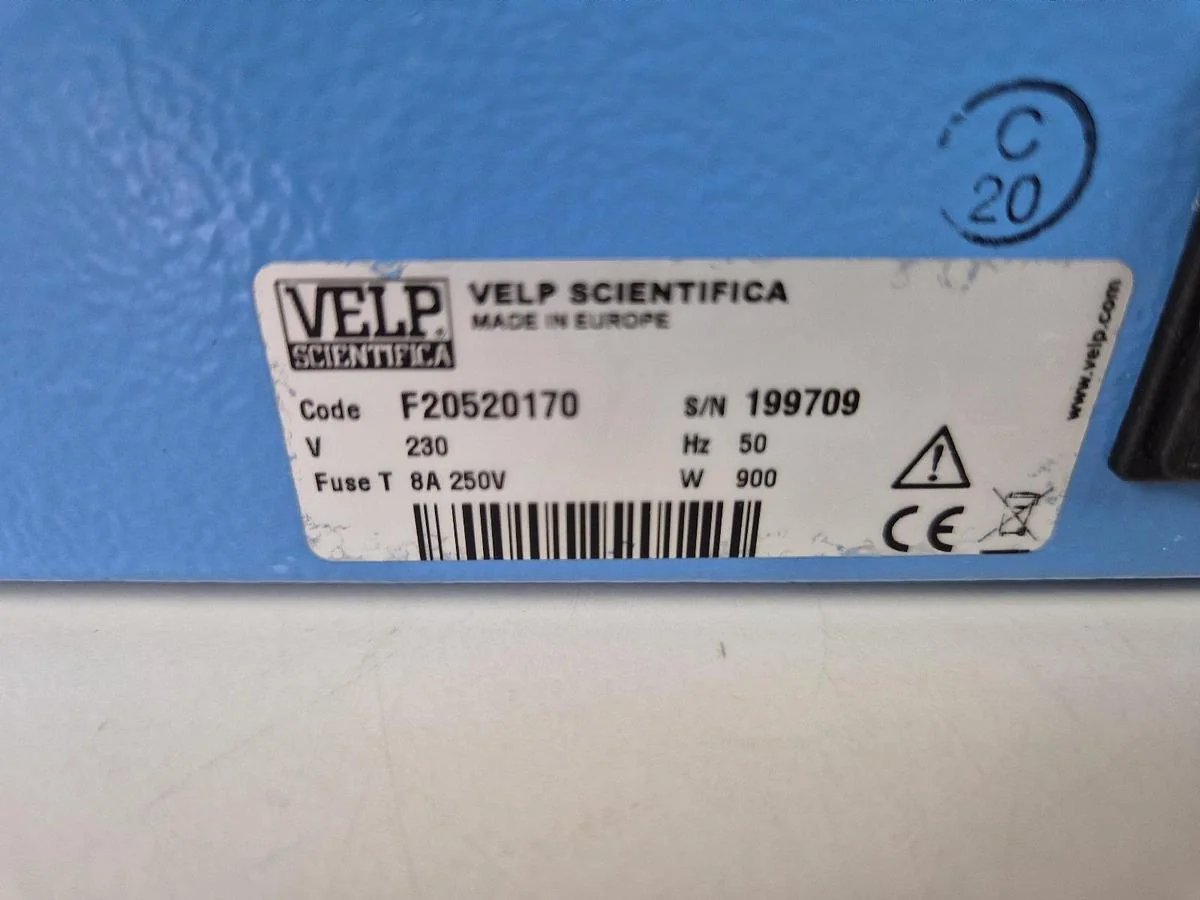 C
20
VELP
SCIENTIFICA
VELP SCIENTIFICA
MADE IN EUROPE
www.velp.com
Code F20520170 S/N 199709
V 230 Hz 50
Fuse T 8A 250V W 900
CE